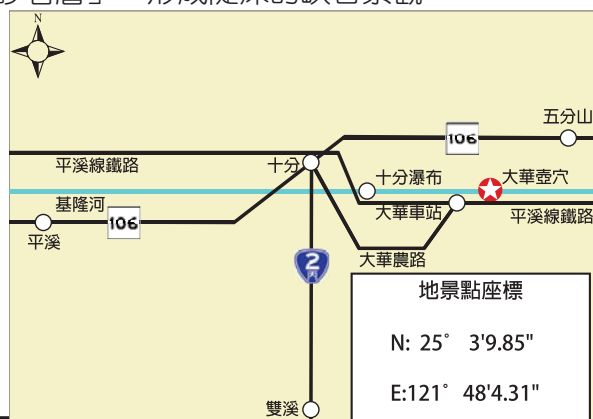 N
五分山
106
平溪線鐵路
十分
十分瀑布
大華壺穴
基隆河
大華車站
平溪線鐵路
106
平溪
大華農路
2
丙
地景點座標
N: 25° 3'9.85"
E:121° 48'4.31"
雙溪